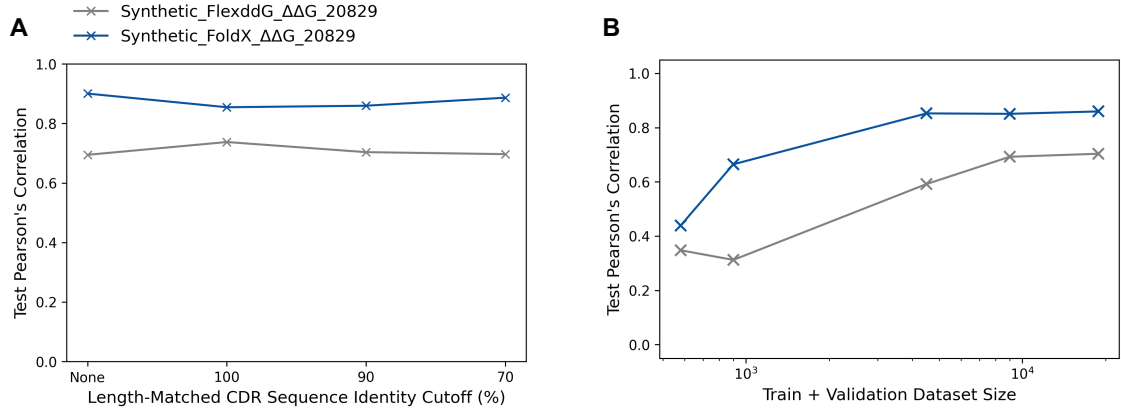 A
Synthetic_FlexddG_ΔΔG_20829
Synthetic_FoldX_ΔΔG_20829
1.0
0.8
0.6
0.4
0.2
0.0
Test Pearson's Correlation
None 100 90 70
Length-Matched CDR Sequence Identity Cutoff (%)
B
1.0
0.8
0.6
0.4
0.2
0.0
Test Pearson's Correlation
10³ 10⁴
Train + Validation Dataset Size